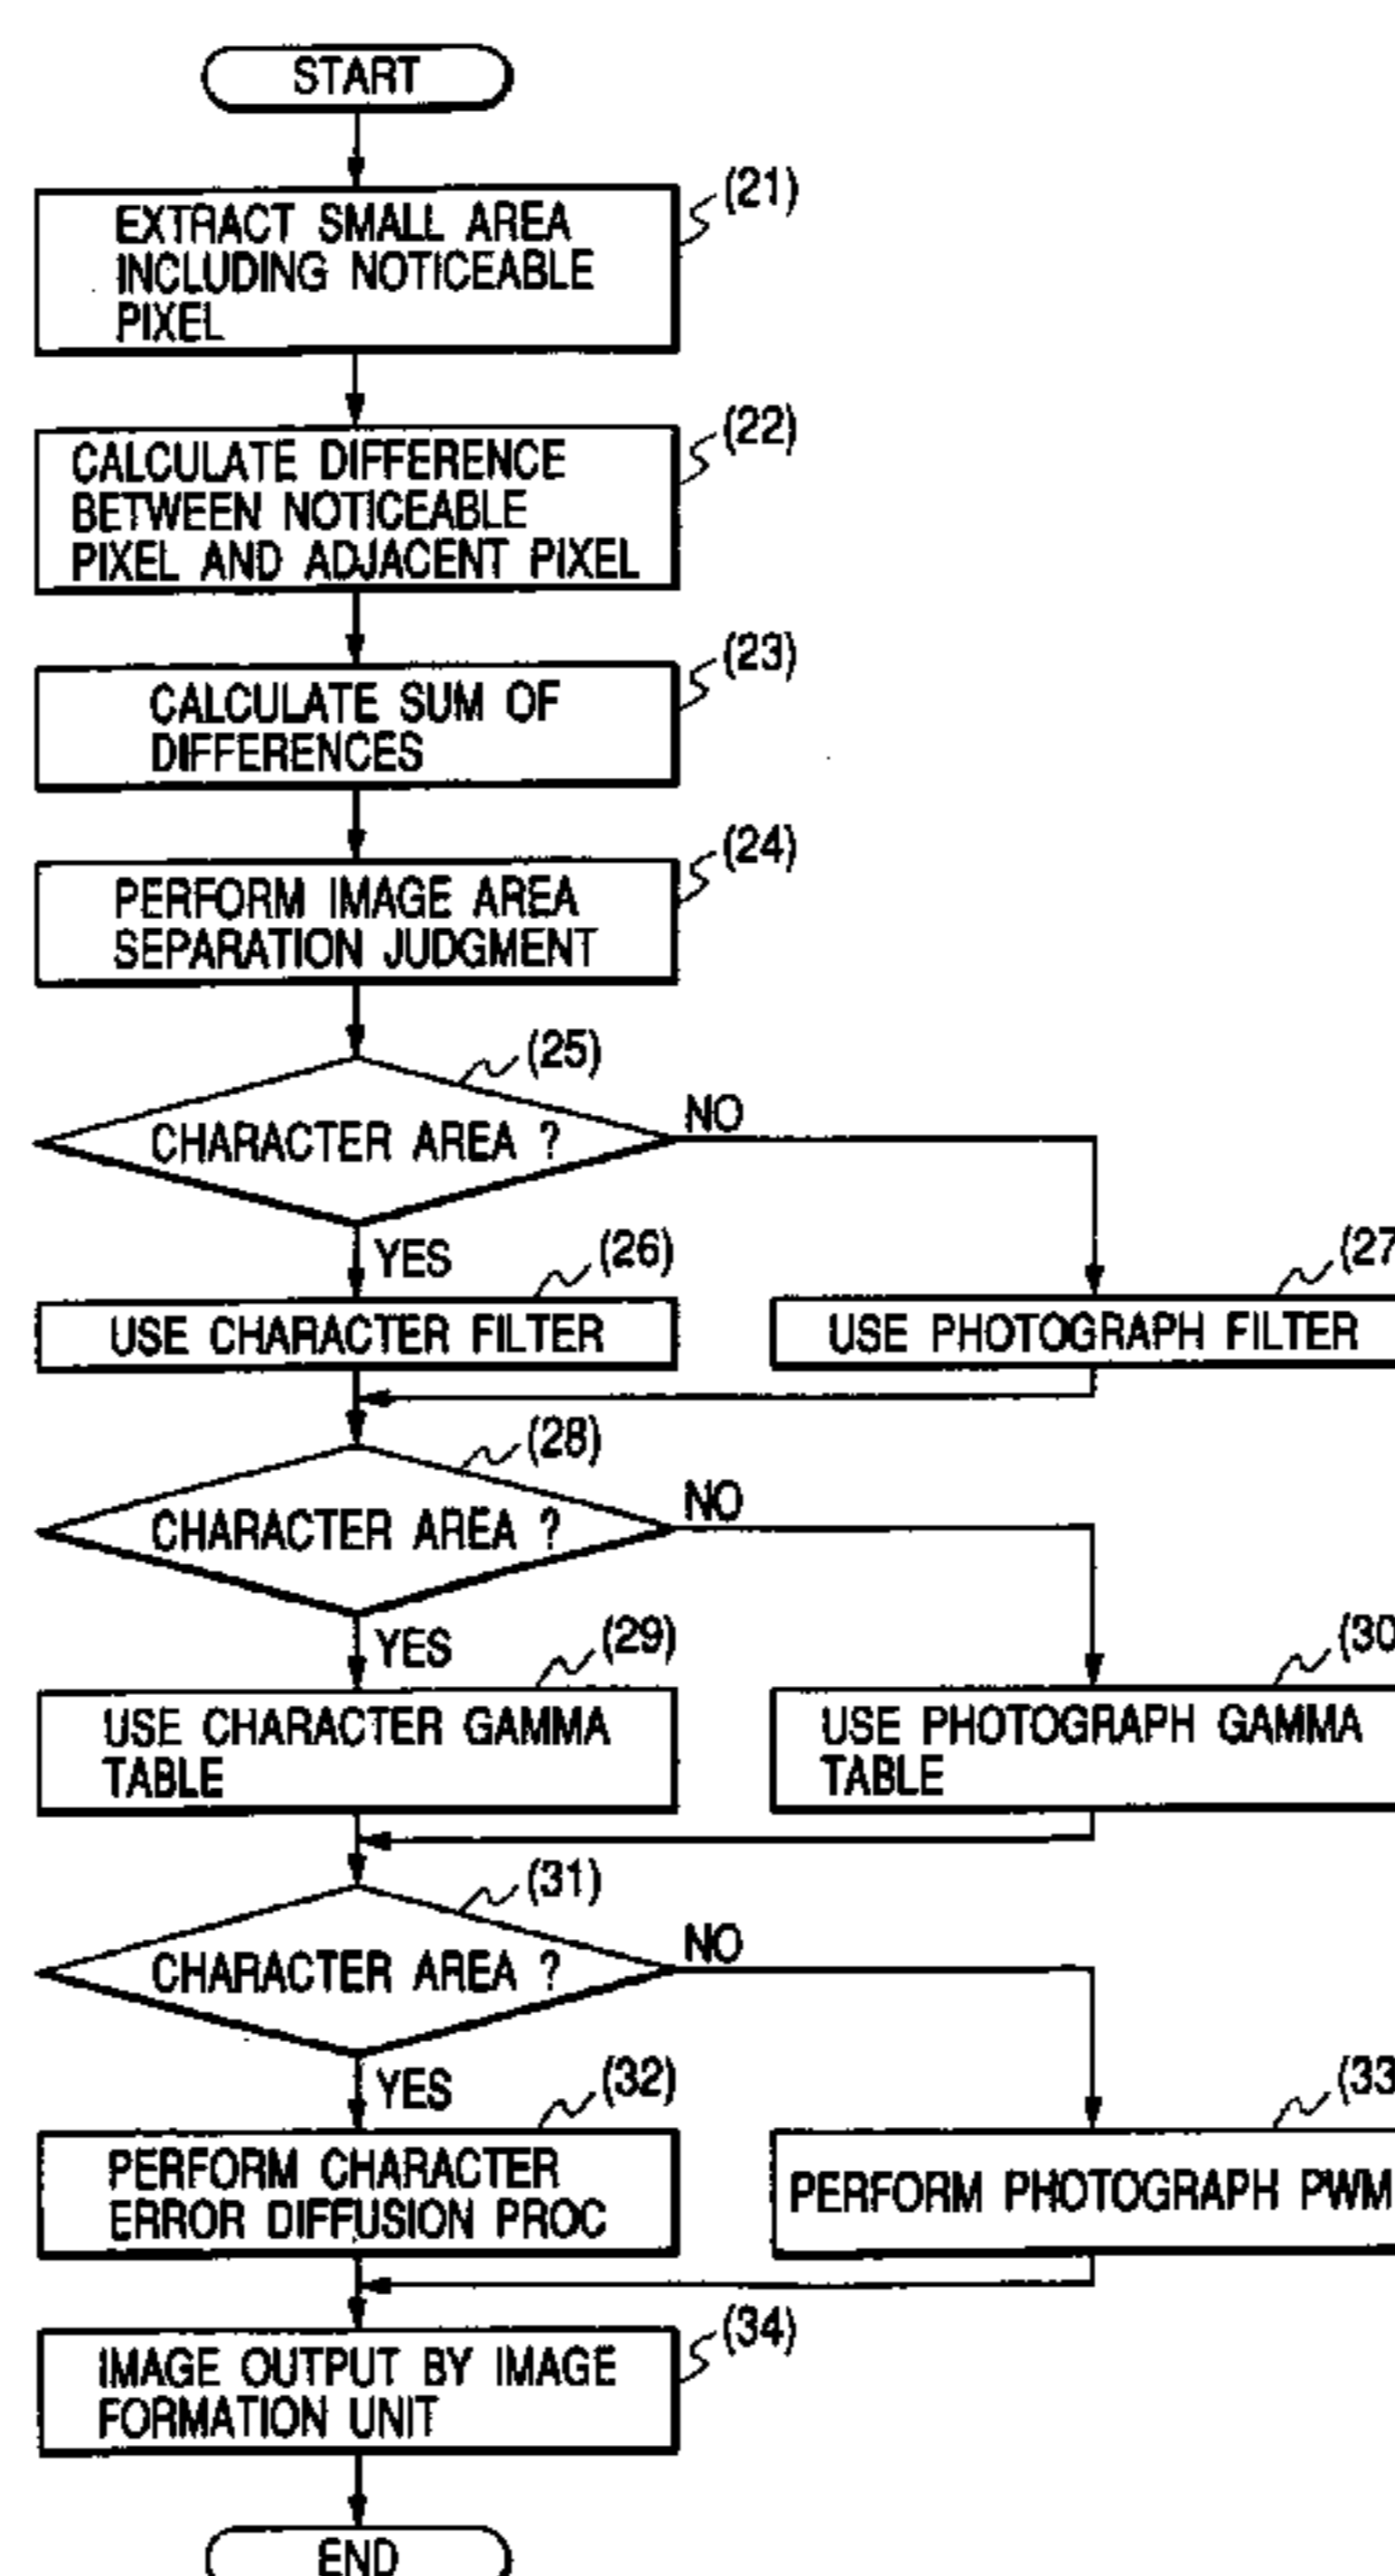 START
(21)
EXTRACT SMALL AREA
INCLUDING NOTICEABLE
PIXEL
(22)
CALCULATE DIFFERENCE
BETWEEN NOTICEABLE
PIXEL AND ADJACENT PIXEL
(23)
CALCULATE SUM OF
DIFFERENCES
(24)
PERFORM IMAGE AREA
SEPARATION JUDGMENT
(25)
CHARACTER AREA ?
NO
YES
(26)
USE CHARACTER FILTER
(27
USE PHOTOGRAPH FILTER
(28)
CHARACTER AREA ?
NO
YES
(29)
USE CHARACTER GAMMA
TABLE
(30
USE PHOTOGRAPH GAMMA
TABLE
(31)
CHARACTER AREA ?
NO
YES
(32)
PERFORM CHARACTER
ERROR DIFFUSION PROC
(33
PERFORM PHOTOGRAPH PWM
(34)
IMAGE OUTPUT BY IMAGE
FORMATION UNIT
END